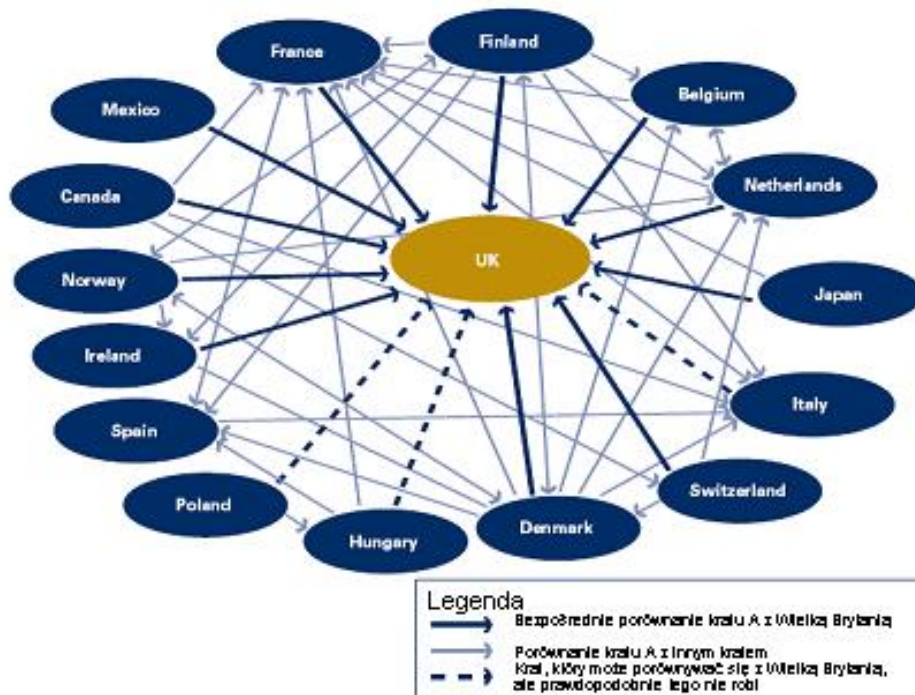 France
Finland
Mexico
Belgium
Canada
Netherlands
UK
Norway
Japan
Ireland
Italy
Spain
Switzerland
Poland
Denmark
Hungary
Legenda
Bezpośrednie porównanie kraju A z Wielką Brytanią
Porównanie kraju A z innym krajem
Kraj, który może porównywać się z Wielką Brytanią,
ale prawdopodobnie tego nie robi